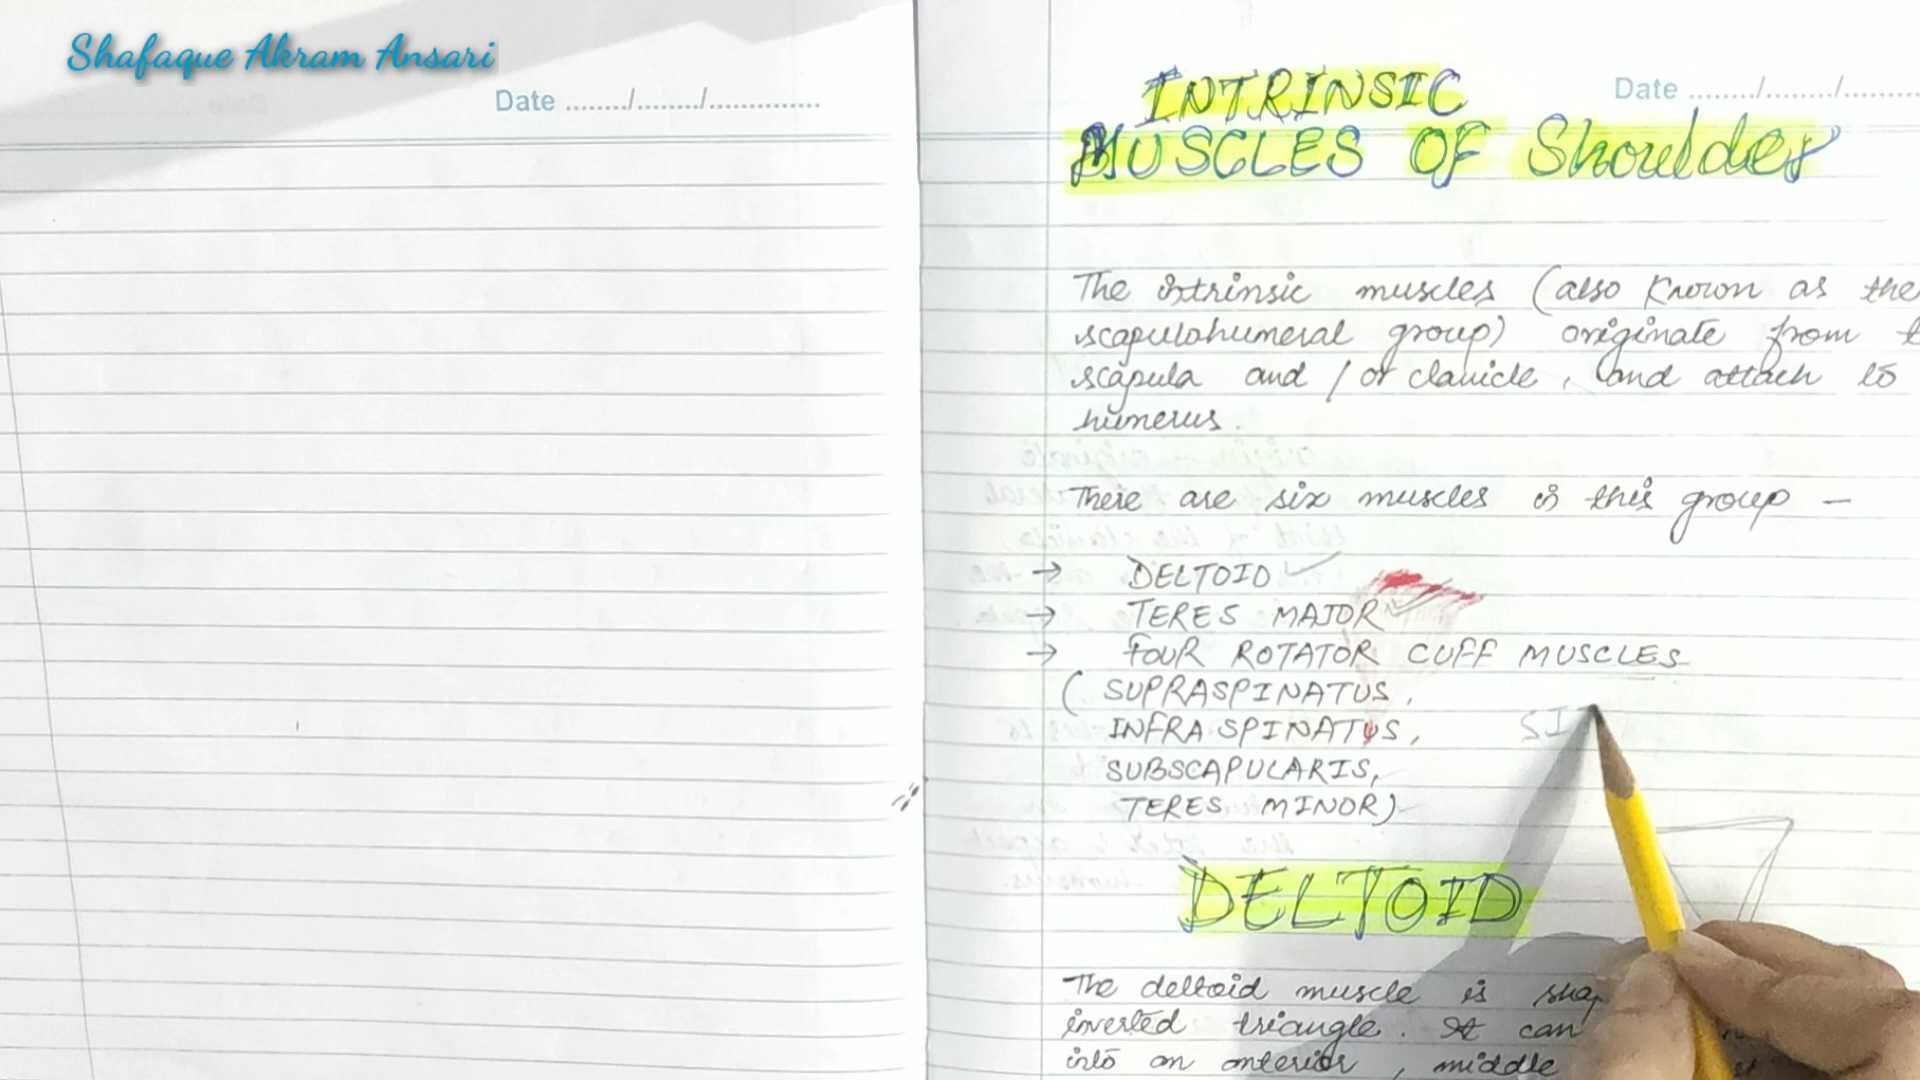 Shafaque Akram Ansari
Date ......../......../..............
Date ......../......../.........
INTRINSIC
MUSCLES OF Shoulder
The intrinsic muscles (also known as the
scapulohumeral group) originate from t
scapula and / or clavicle, and attach to
humerus.
There are six muscles in this group -
→ DELTOID
→ TERES MAJOR
→ FOUR ROTATOR CUFF MUSCLES
( SUPRASPINATUS,
INFRASPINATUS,
SI
SUBSCAPULARIS,
TERES MINOR)
DELTOID
The deltoid muscle is shap
inverted triangle. It can
into an anterior, middle